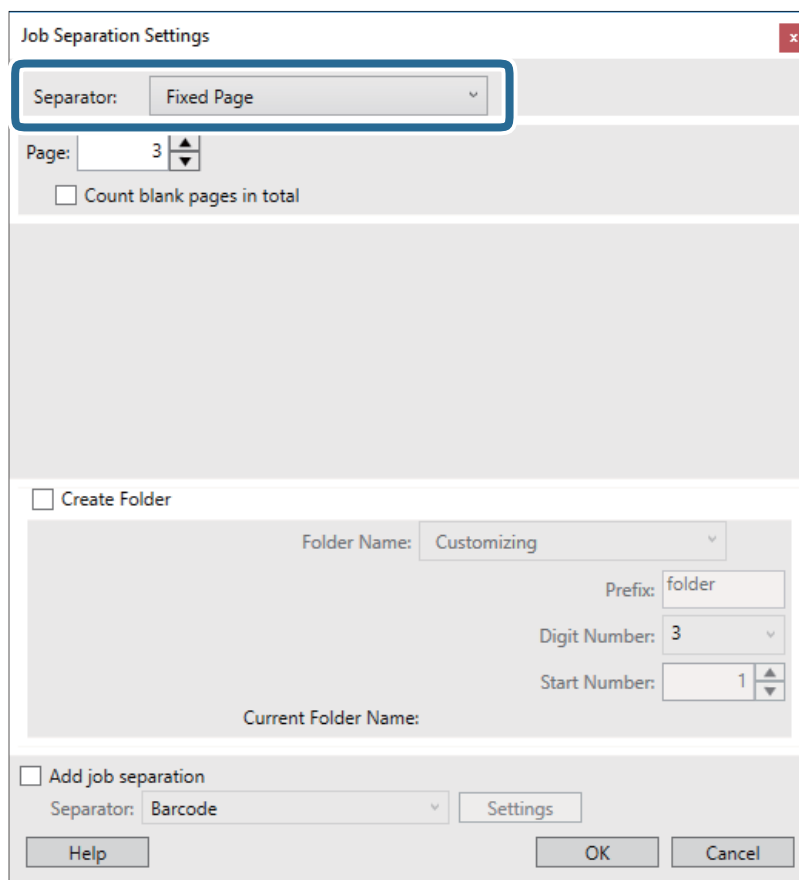 Job Separation Settings
x
Separator: Fixed Page
Page: 3
Count blank pages in total
Create Folder
Folder Name: Customizing
Prefix: folder
Digit Number: 3
Start Number: 1
Current Folder Name:
Add job separation
Separator: Barcode Settings
Help OK Cancel